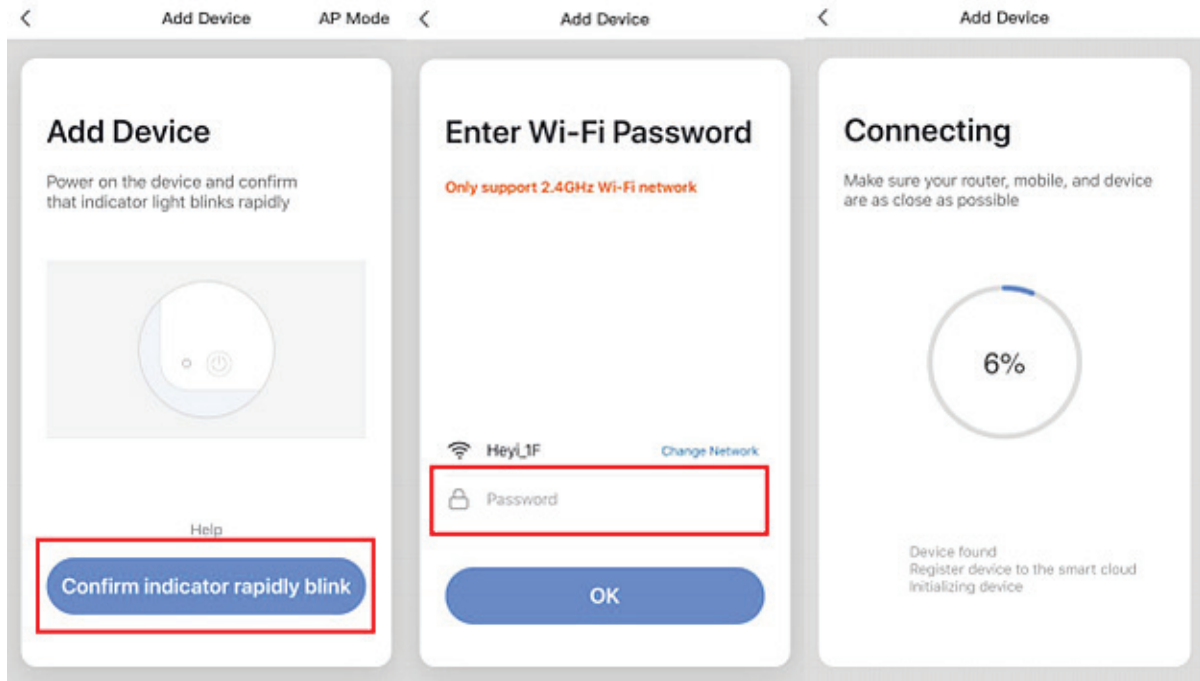 Add Device
AP Mode
Add Device
Power on the device and confirm
that indicator light blinks rapidly
Help
Confirm indicator rapidly blink
Add Device
Enter Wi-Fi Password
Only support 2.4GHz Wi-Fi network
Heyi_1F
Change Network
Password
OK
Add Device
Connecting
Make sure your router, mobile, and device
are as close as possible
6%
Device found
Register device to the smart cloud
Initializing device